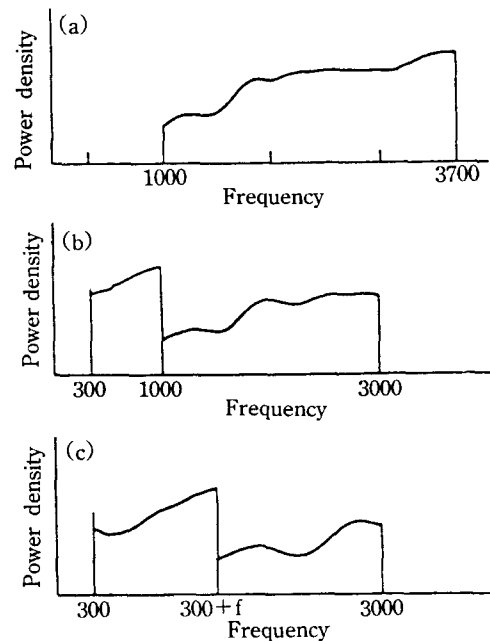 (a)
Power density
1000
3700
Frequency
(b)
Power density
300
1000
3000
Frequency
(c)
Power density
300
300+f
3000
Frequency